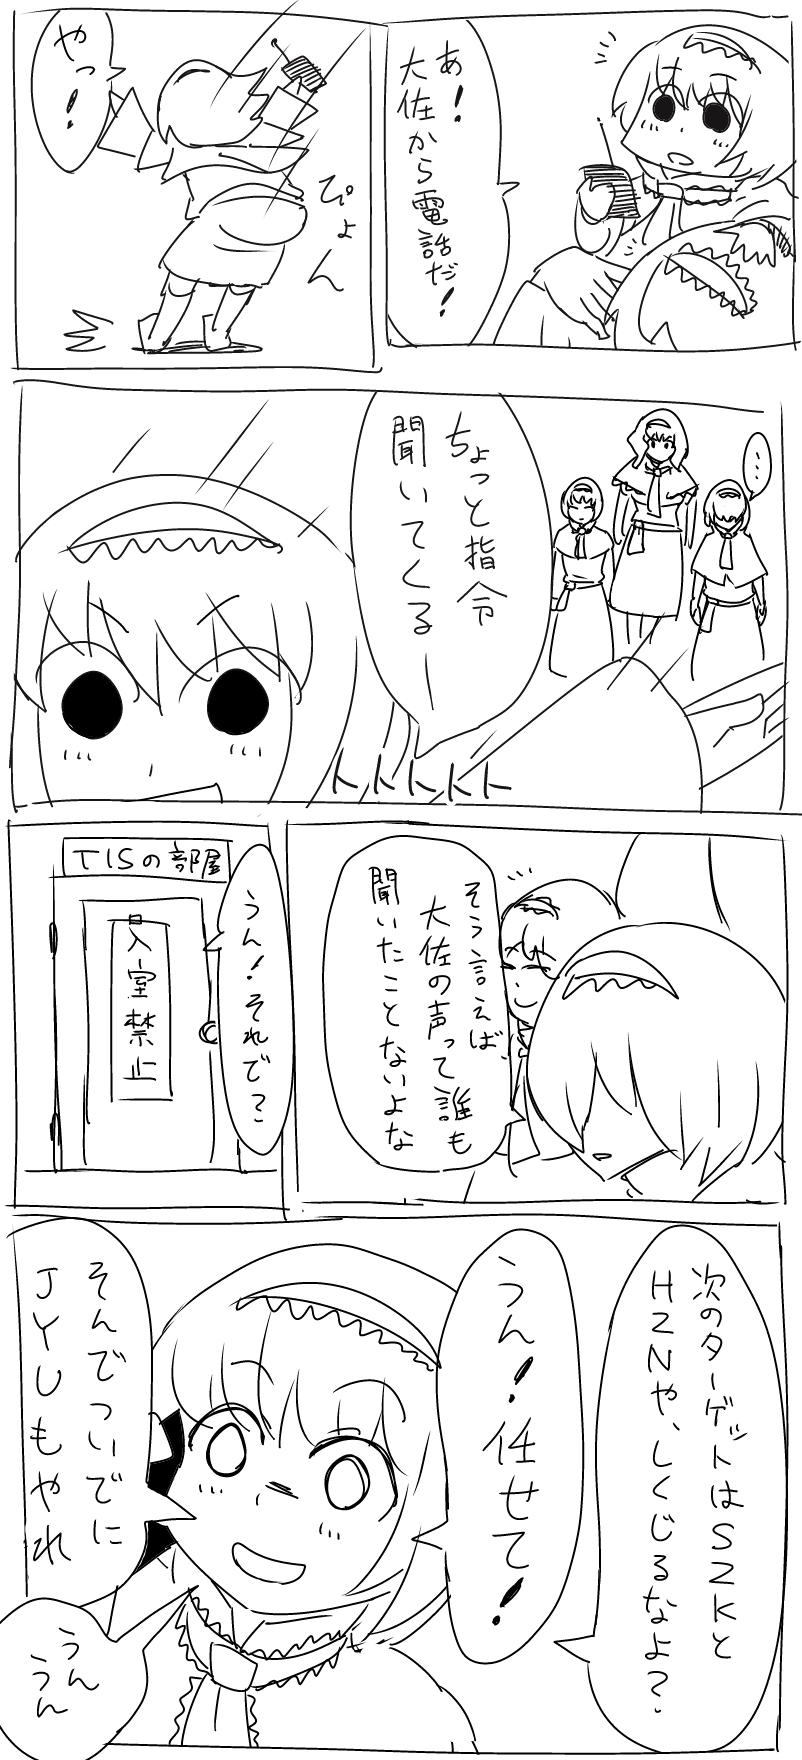 あ!
大佐から電話だ!
やっ!
ぴょん
...
ちょっと指令
聞いてくるー
トトトトト
そう言えば、
大佐の声って誰も
聞いたことないよな
TISの部屋
入室禁止
うん!それで?
次のターゲットはSZKと
HZNや、しくじるなよ?
うん!任せて!
そんでついでに
JYUもやれ
うん
うん